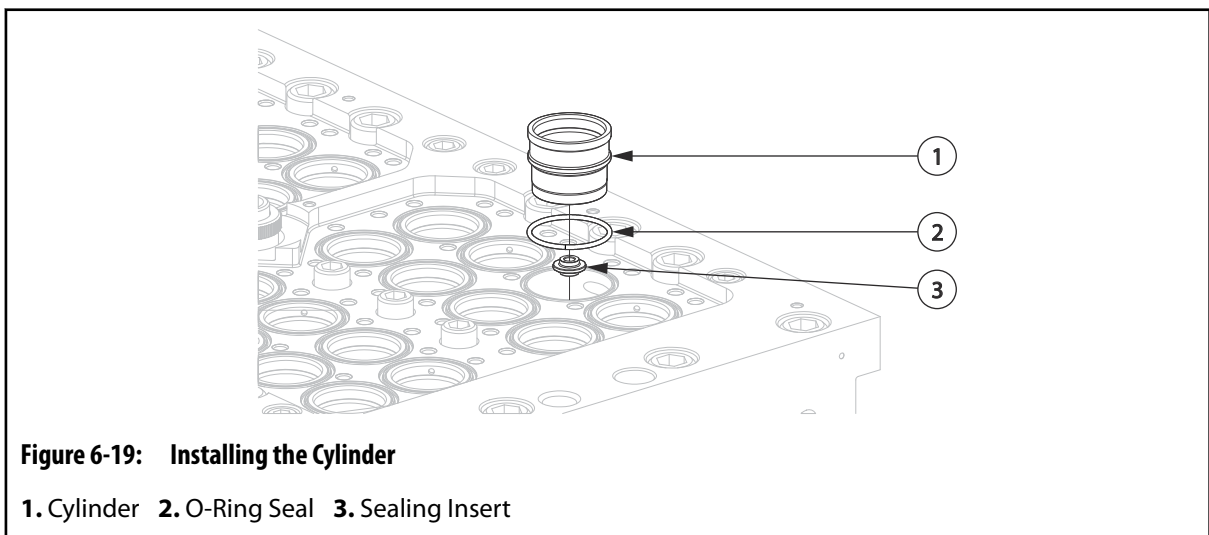 1
2
3
Figure 6-19: Installing the Cylinder
1. Cylinder 2. O-Ring Seal 3. Sealing Insert